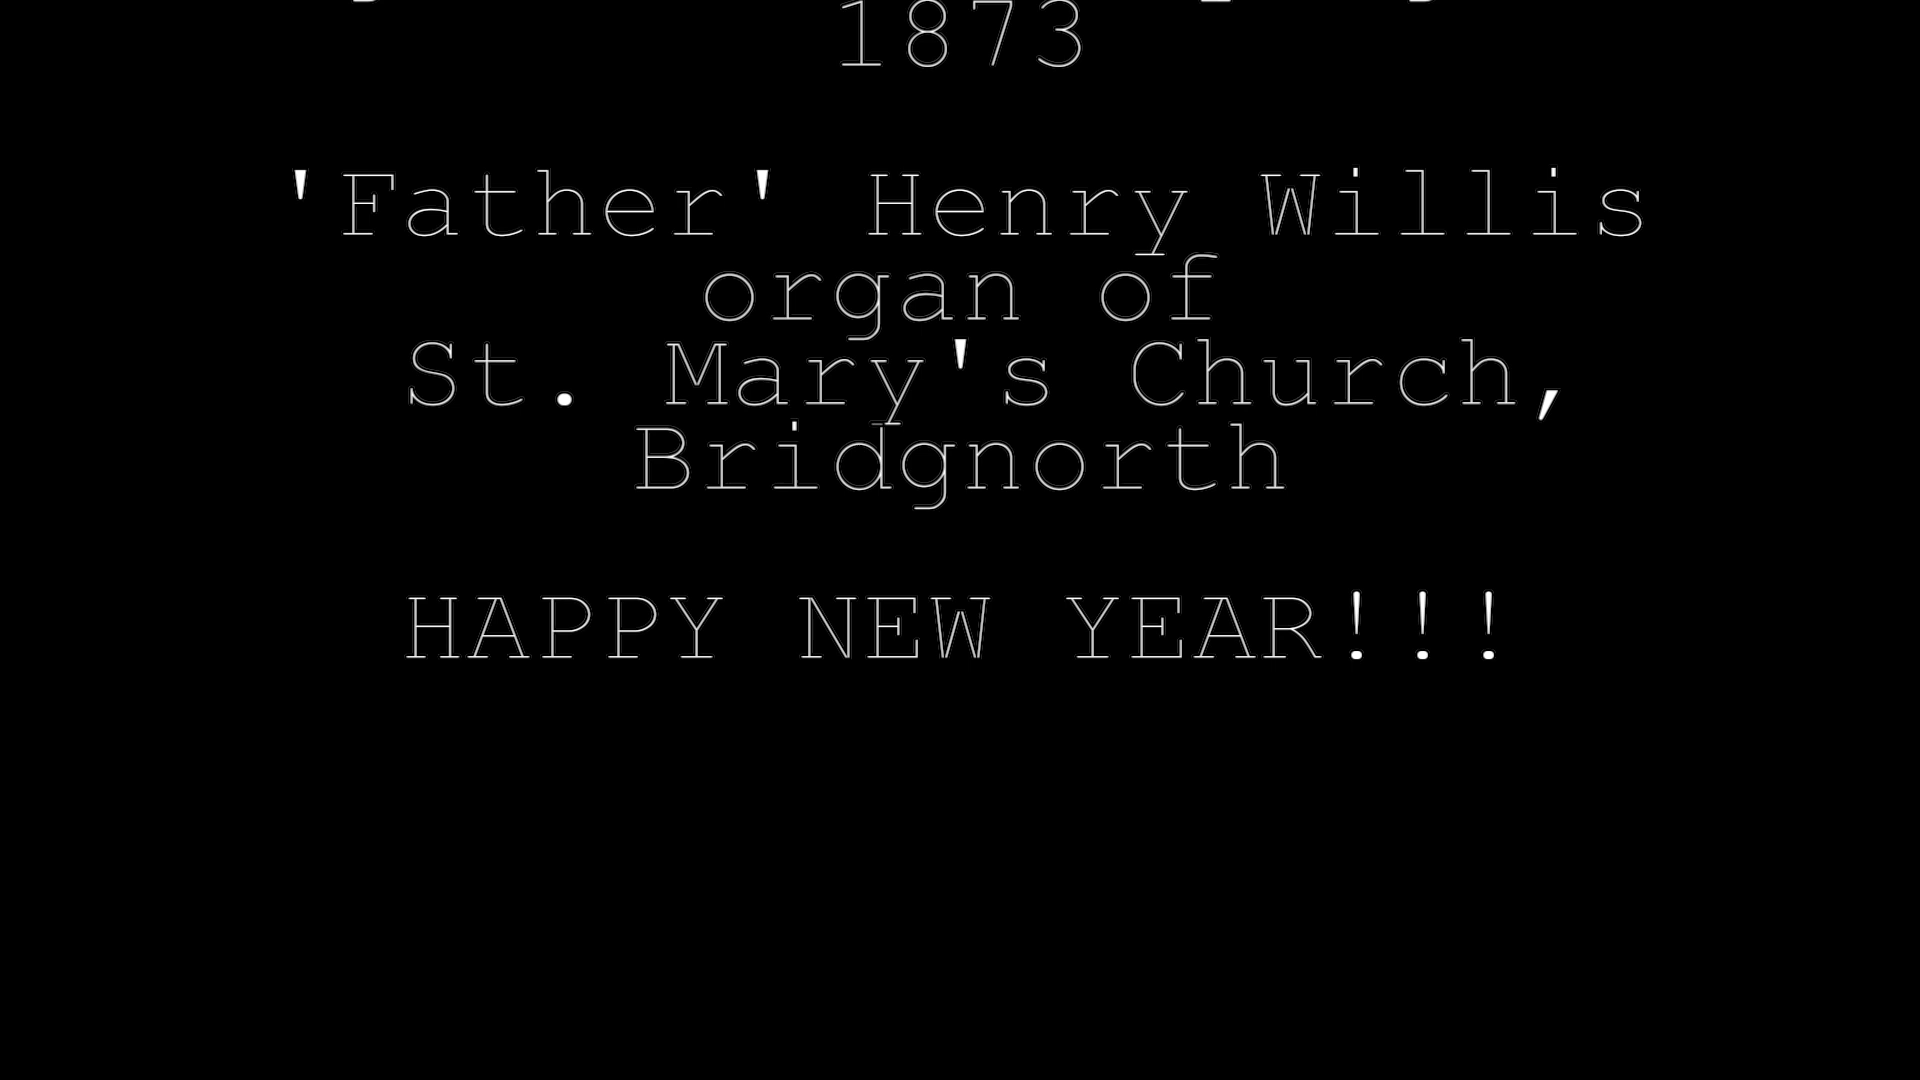 1873
'Father' Henry Willis
organ of
St. Mary's Church,
Bridgnorth
HAPPY NEW YEAR!!!